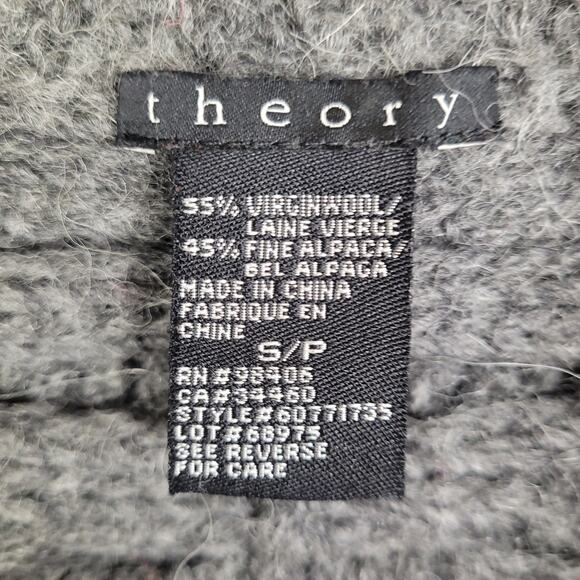 theory
55% VIRGINWOOL/
LAINE VIERGE
45% FINE ALPACA/
BEL ALPAGA
MADE IN CHINA
FABRIQUE EN
CHINE
S/P
RN#98406
CA#34460
STYLE#60771735
LOT#68975
SEE REVERSE
FOR CARE